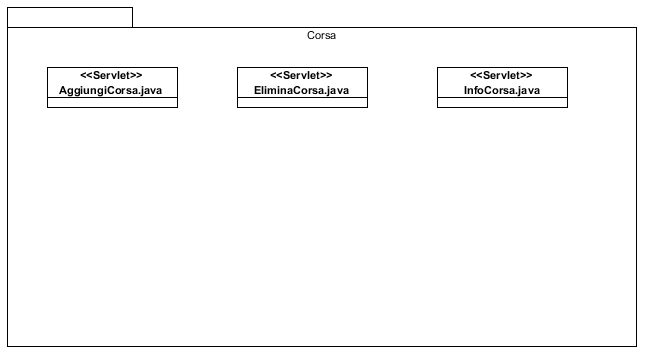 Corsa
<<Servlet>>
AggiungiCorsa.java
<<Servlet>>
EliminaCorsa.java
<<Servlet>>
InfoCorsa.java